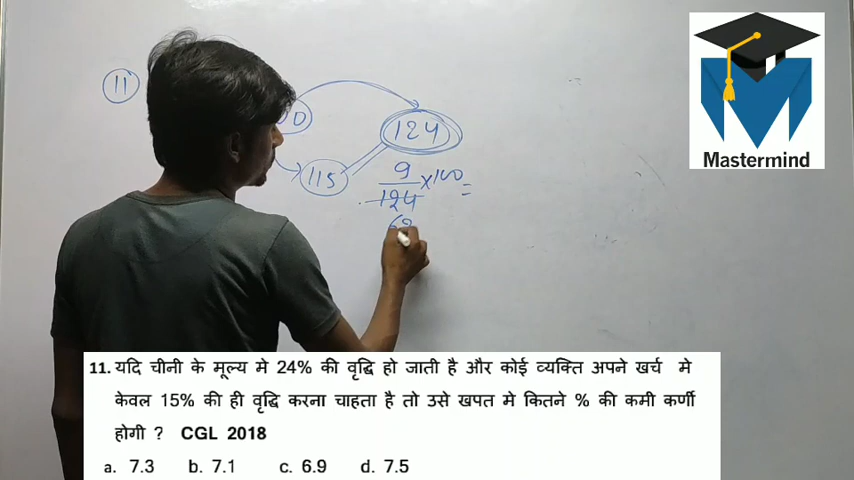 11
D
124
115
9
124 × 100 =
62
Mastermind
11. यदि चीनी के मूल्य मे 24% की वृद्धि हो जाती है और कोई व्यक्ति अपने खर्च मे
केवल 15% की ही वृद्धि करना चाहता है तो उसे खपत मे कितने % की कमी कर्णी
होगी ? CGL 2018
a. 7.3 b. 7.1 c. 6.9 d. 7.5